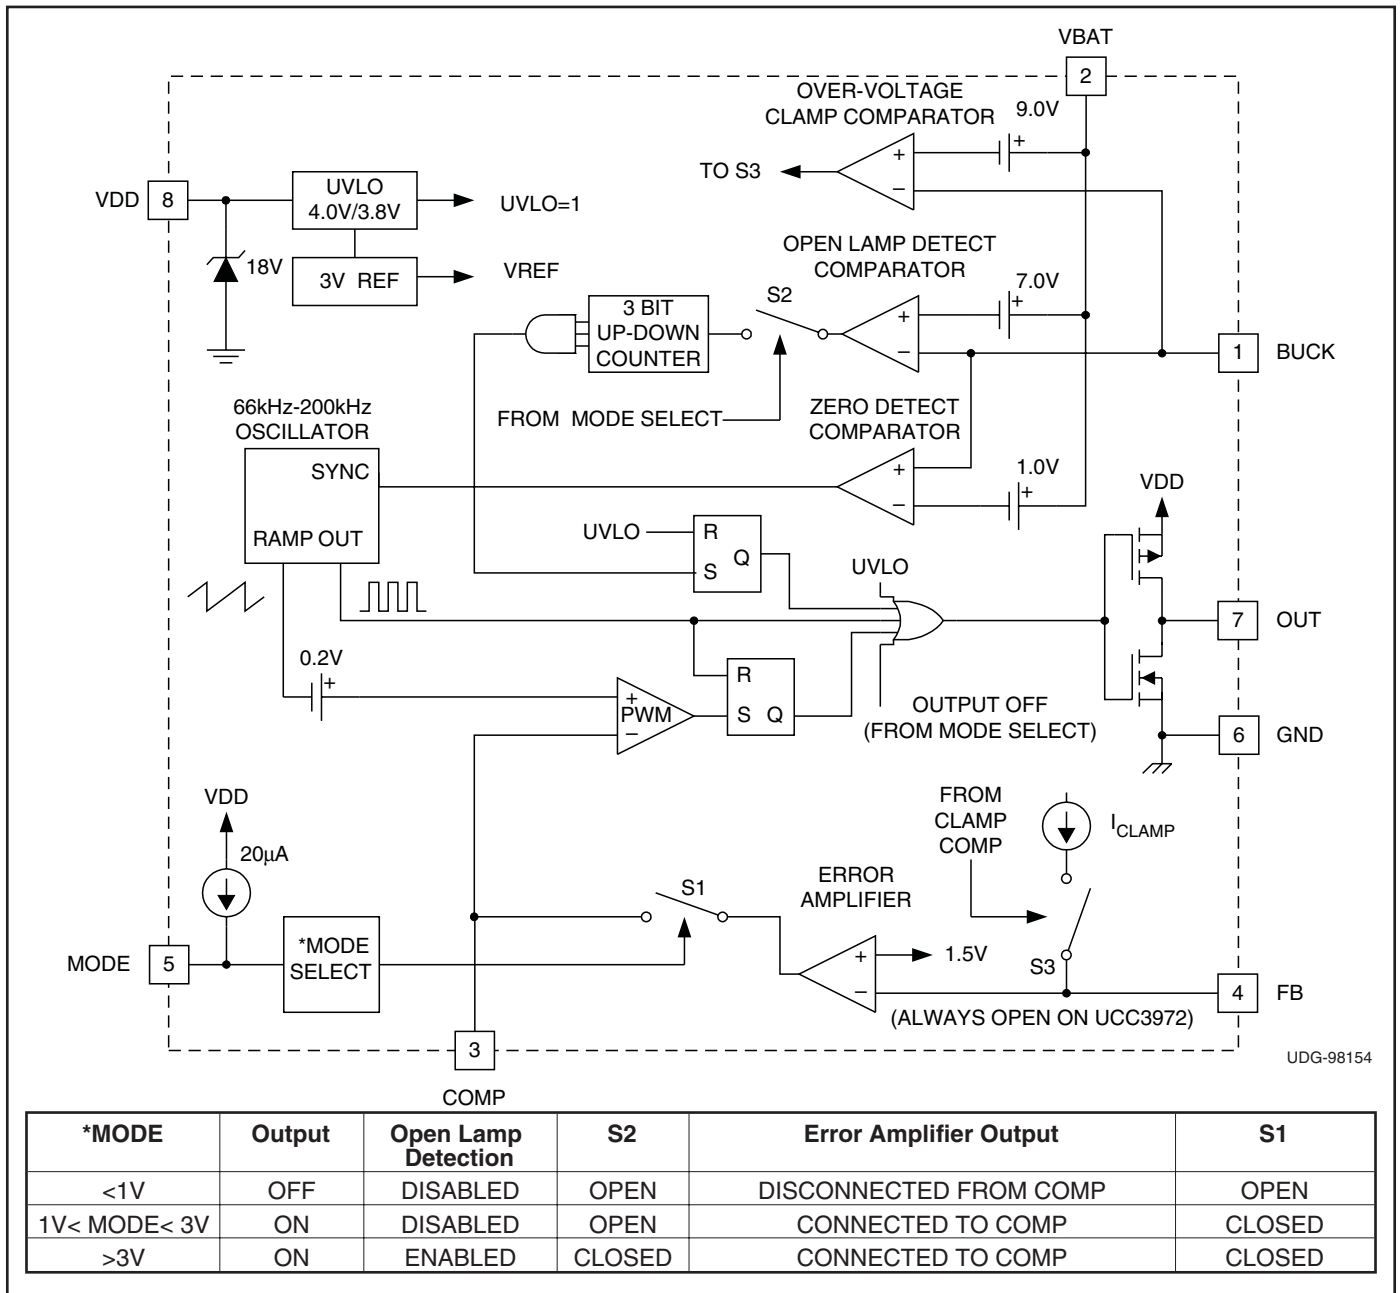 VBAT
2
OVER-VOLTAGE
CLAMP COMPARATOR
9.0V
+
+
−
TO S3
VDD
8
UVLO
4.0V/3.8V
UVLO=1
18V
3V REF
VREF
OPEN LAMP DETECT
COMPARATOR
7.0V
+
S2
3 BIT
UP-DOWN
COUNTER
+
−
1
BUCK
FROM MODE SELECT
ZERO DETECT
COMPARATOR
66kHz-200kHz
OSCILLATOR
SYNC
RAMP OUT
+
−
1.0V
+
VDD
UVLO
R
S
Q
UVLO
7
OUT
0.2V
+
+
PWM
−
R
S Q
OUTPUT OFF
(FROM MODE SELECT)
6
GND
VDD
20µA
FROM
CLAMP
COMP
ICLAMP
S1
ERROR
AMPLIFIER
MODE
5
*MODE
SELECT
+
−
1.5V
S3
4
FB
(ALWAYS OPEN ON UCC3972)
3
COMP
UDG-98154
*MODE Output Open Lamp Detection S2 Error Amplifier Output S1
<1V OFF DISABLED OPEN DISCONNECTED FROM COMP OPEN
1V< MODE< 3V ON DISABLED OPEN CONNECTED TO COMP CLOSED
>3V ON ENABLED CLOSED CONNECTED TO COMP CLOSED